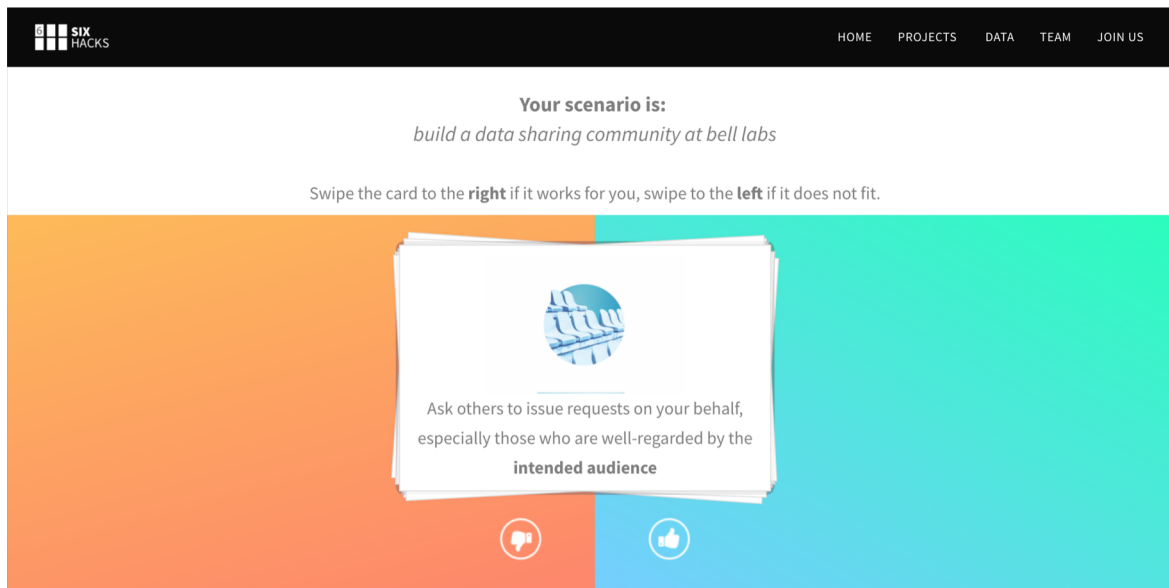 6
SIX
HACKS
HOME PROJECTS DATA TEAM JOIN US
Your scenario is:
build a data sharing community at bell labs
Swipe the card to the right if it works for you, swipe to the left if it does not fit.
Ask others to issue requests on your behalf,
especially those who are well-regarded by the
intended audience